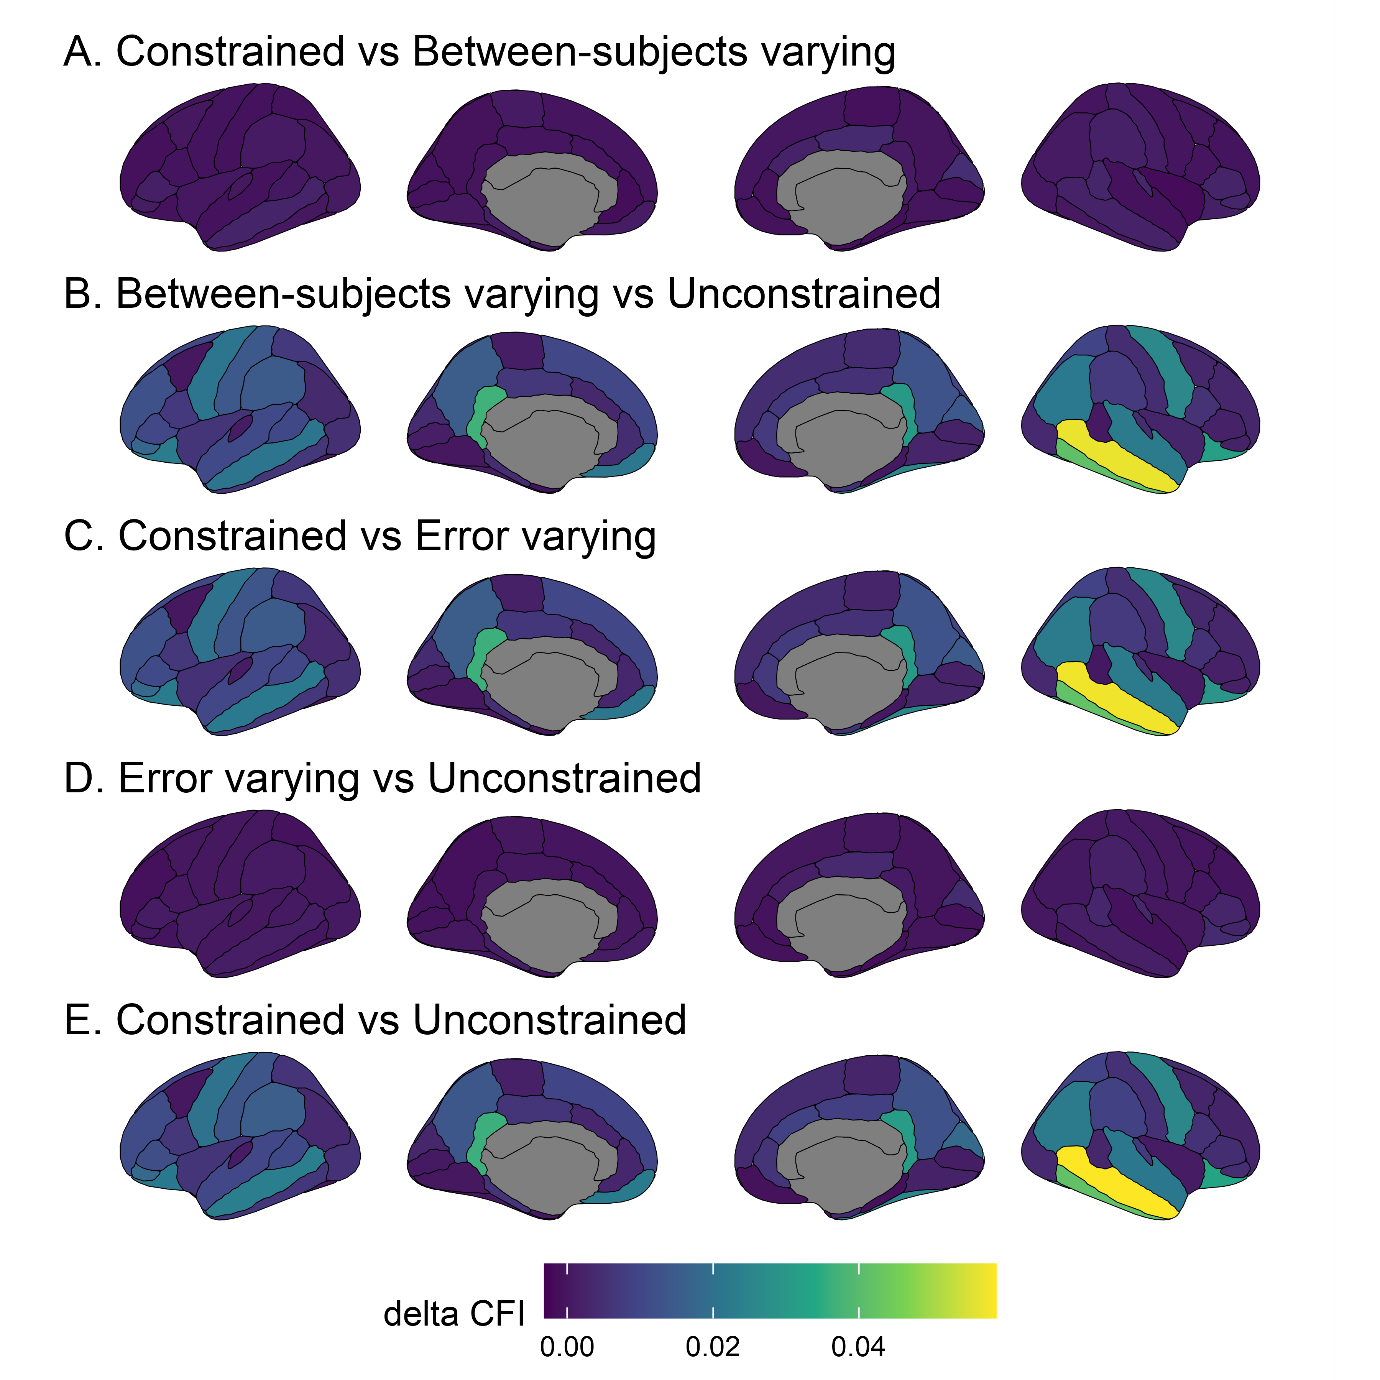 A. Constrained vs Between-subjects varying
B. Between-subjects varying vs Unconstrained
C. Constrained vs Error varying
D. Error varying vs Unconstrained
E. Constrained vs Unconstrained
delta CFI
0.00 0.02 0.04